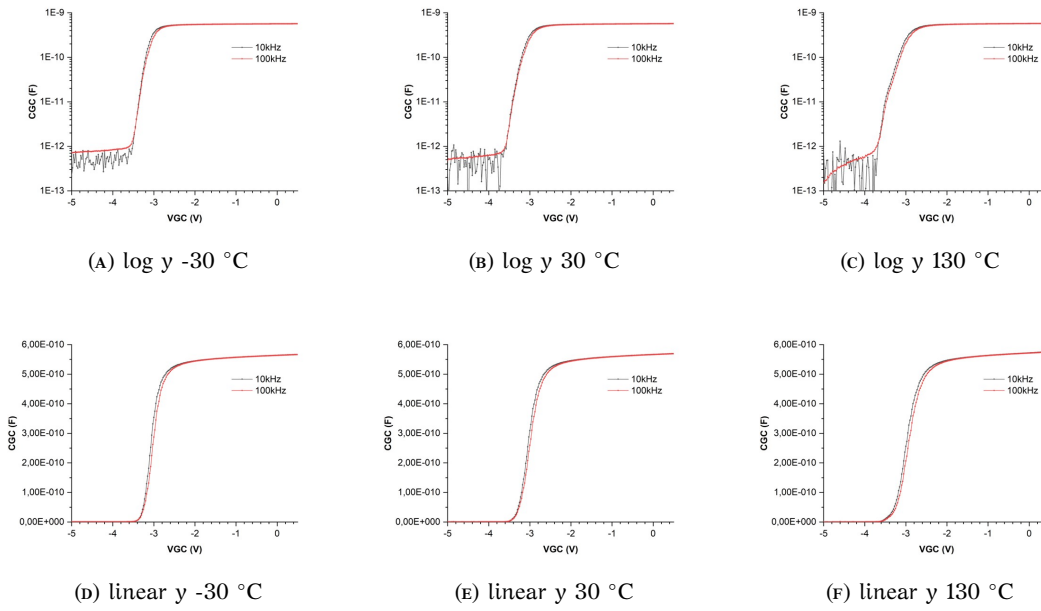 1E-9
1E-10
1E-11
1E-12
1E-13
CGC (F)
10kHz
100kHz
-5 -4 -3 -2 -1 0
VGC (V)
(A) log y -30 °C
1E-9
1E-10
1E-11
1E-12
1E-13
CGC (F)
10kHz
100kHz
-5 -4 -3 -2 -1 0
VGC (V)
(B) log y 30 °C
1E-9
1E-10
1E-11
1E-12
1E-13
CGC (F)
10kHz
100kHz
-5 -4 -3 -2 -1 0
VGC (V)
(C) log y 130 °C
6,00E-010
5,00E-010
4,00E-010
3,00E-010
2,00E-010
1,00E-010
0,00E+000
CGC (F)
10kHz
100kHz
-5 -4 -3 -2 -1 0
VGC (V)
(D) linear y -30 °C
6,00E-010
5,00E-010
4,00E-010
3,00E-010
2,00E-010
1,00E-010
0,00E+000
CGC (F)
10kHz
100kHz
-5 -4 -3 -2 -1 0
VGC (V)
(E) linear y 30 °C
6,00E-010
5,00E-010
4,00E-010
3,00E-010
2,00E-010
1,00E-010
0,00E+000
CGC (F)
10kHz
100kHz
-5 -4 -3 -2 -1 0
VGC (V)
(F) linear y 130 °C